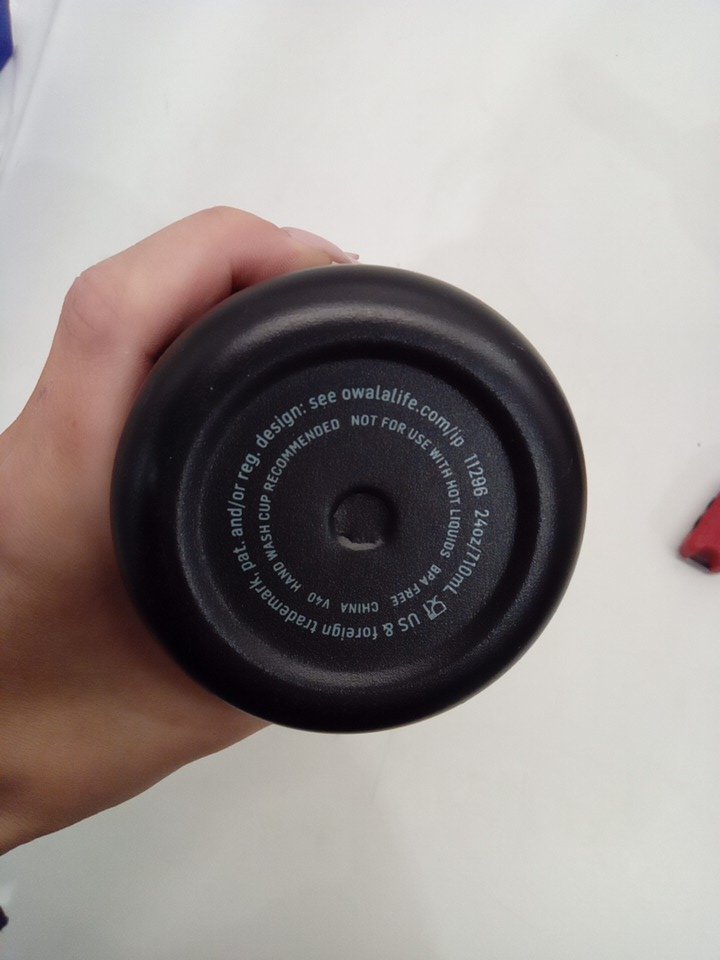 US & foreign trademark, pat. and/or reg. design: see owalalife.com/ip 11296 24oz/710mL
HAND WASH CUP RECOMMENDED NOT FOR USE WITH HOT LIQUIDS BPA FREE CHINA V40